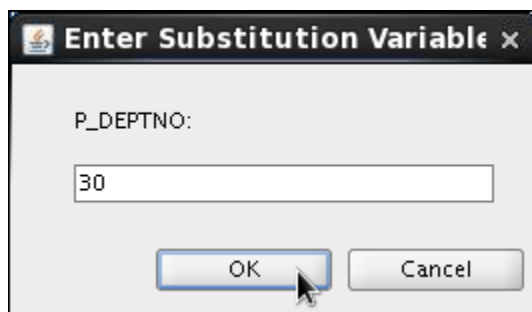 Enter Substitution Variable
P_DEPTNO:
30
OK
Cancel